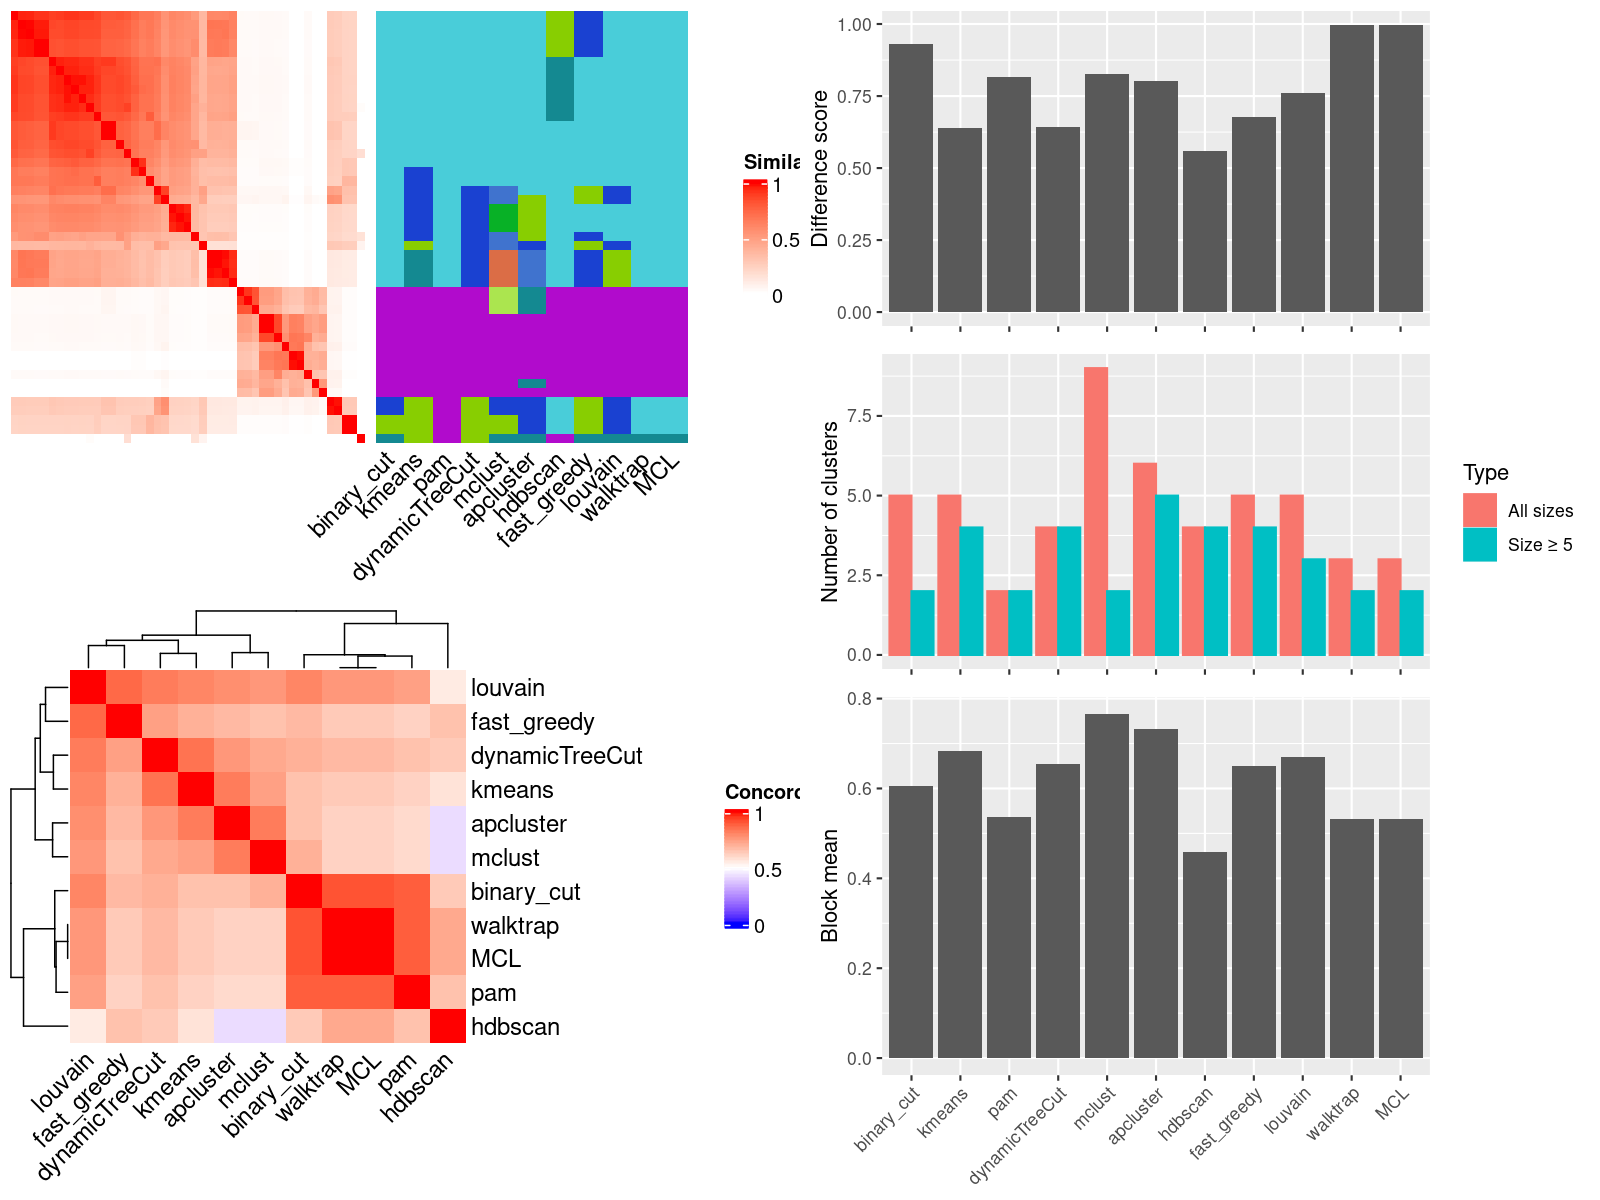 Simila
1
0.5
0
binary_cut
kmeans
pam
dynamicTreeCut
mclust
apcluster
hdbscan
fast_greedy
louvain
walktrap
MCL
louvain
fast_greedy
dynamicTreeCut
kmeans
apcluster
mclust
binary_cut
walktrap
MCL
pam
hdbscan
louvain
fast_greedy
dynamicTreeCut
kmeans
apcluster
mclust
binary_cut
walktrap
MCL
pam
hdbscan
Concord
1
0.5
0
Difference score
1.00
0.75
0.50
0.25
0.00
Number of clusters
7.5
5.0
2.5
0.0
Type
All sizes
Size ≥ 5
Block mean
0.8
0.6
0.4
0.2
0.0
binary_cut
kmeans
pam
dynamicTreeCut
mclust
apcluster
hdbscan
fast_greedy
louvain
walktrap
MCL